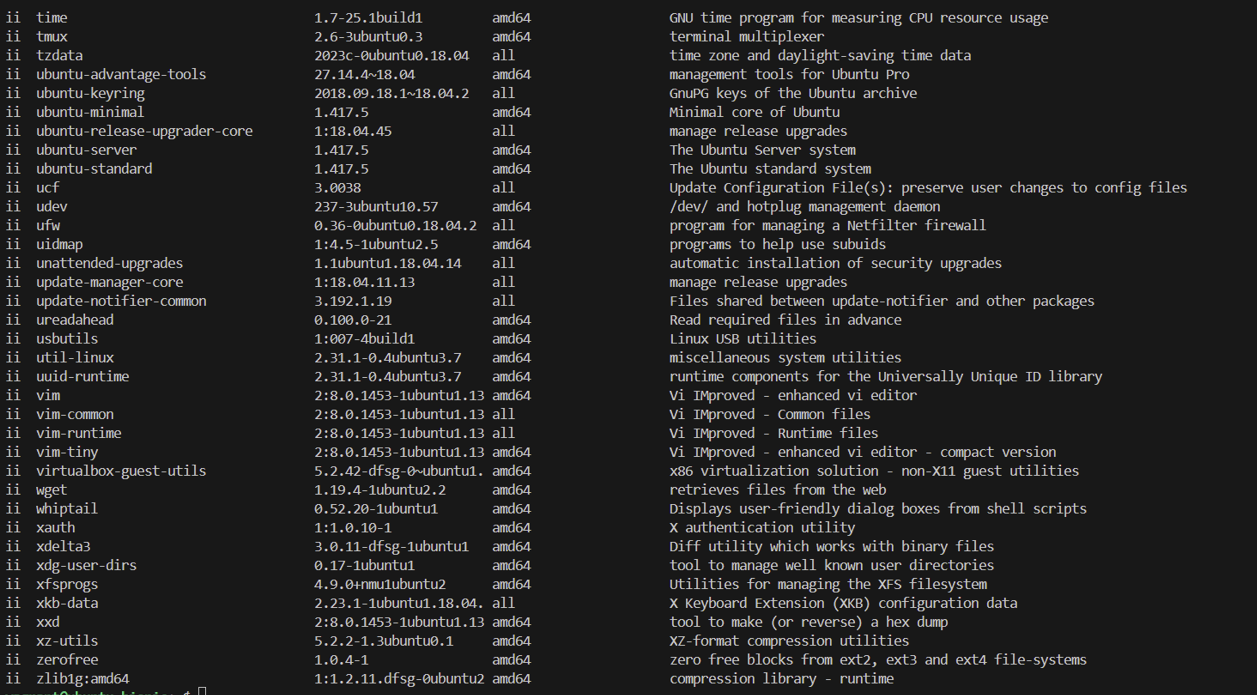 ii  time                           1.7-25.1build1        amd64                 GNU time program for measuring CPU resource usage
ii  tmux                           2.6-3ubuntu0.3        amd64                 terminal multiplexer
ii  tzdata                         2023c-0ubuntu0.18.04  all                   time zone and daylight-saving time data
ii  ubuntu-advantage-tools         27.14.4~18.04         amd64                 management tools for Ubuntu Pro
ii  ubuntu-keyring                 2018.09.18.1~18.04.2  all                   GnuPG keys of the Ubuntu archive
ii  ubuntu-minimal                 1.417.5               amd64                 Minimal core of Ubuntu
ii  ubuntu-release-upgrader-core   1:18.04.45            all                   manage release upgrades
ii  ubuntu-server                  1.417.5               amd64                 The Ubuntu Server system
ii  ubuntu-standard                1.417.5               amd64                 The Ubuntu standard system
ii  ucf                            3.0038                all                   Update Configuration File(s): preserve user changes to config files
ii  udev                           237-3ubuntu10.57      amd64                 /dev/ and hotplug management daemon
ii  ufw                            0.36-0ubuntu0.18.04.2 all                   program for managing a Netfilter firewall
ii  uidmap                         1:4.5-1ubuntu2.5      amd64                 programs to help use subuids
ii  unattended-upgrades            1.1ubuntu1.18.04.14   all                   automatic installation of security upgrades
ii  update-manager-core            1:18.04.11.13         all                   manage release upgrades
ii  update-notifier-common         3.192.1.19            all                   Files shared between update-notifier and other packages
ii  ureadahead                     0.100.0-21            amd64                 Read required files in advance
ii  usbutils                       1:007-4build1         amd64                 Linux USB utilities
ii  util-linux                     2.31.1-0.4ubuntu3.7   amd64                 miscellaneous system utilities
ii  uuid-runtime                   2.31.1-0.4ubuntu3.7   amd64                 runtime components for the Universally Unique ID library
ii  vim                            2:8.0.1453-1ubuntu1.13 amd64                Vi IMproved - enhanced vi editor
ii  vim-common                     2:8.0.1453-1ubuntu1.13 all                  Vi IMproved - Common files
ii  vim-runtime                    2:8.0.1453-1ubuntu1.13 all                  Vi IMproved - Runtime files
ii  vim-tiny                       2:8.0.1453-1ubuntu1.13 amd64                Vi IMproved - enhanced vi editor - compact version
ii  virtualbox-guest-utils         5.2.42-dfsg-0~ubuntu1. amd64                x86 virtualization solution - non-X11 guest utilities
ii  wget                           1.19.4-1ubuntu2.2     amd64                 retrieves files from the web
ii  whiptail                       0.52.20-1ubuntu1      amd64                 Displays user-friendly dialog boxes from shell scripts
ii  xauth                          1:1.0.10-1            amd64                 X authentication utility
ii  xdelta3                        3.0.11-dfsg-1ubuntu1  amd64                 Diff utility which works with binary files
ii  xdg-user-dirs                  0.17-1ubuntu1         amd64                 tool to manage well known user directories
ii  xfsprogs                       4.9.0+nmu1ubuntu2     amd64                 Utilities for managing the XFS filesystem
ii  xkb-data                       2.23.1-1ubuntu1.18.04. all                  X Keyboard Extension (XKB) configuration data
ii  xxd                            2:8.0.1453-1ubuntu1.13 amd64                tool to make (or reverse) a hex dump
ii  xz-utils                       5.2.2-1.3ubuntu0.1    amd64                 XZ-format compression utilities
ii  zerofree                       1.0.4-1               amd64                 zero free blocks from ext2, ext3 and ext4 file-systems
ii  zlib1g:amd64                   1:1.2.11.dfsg-0ubuntu2 amd64                compression library - runtime